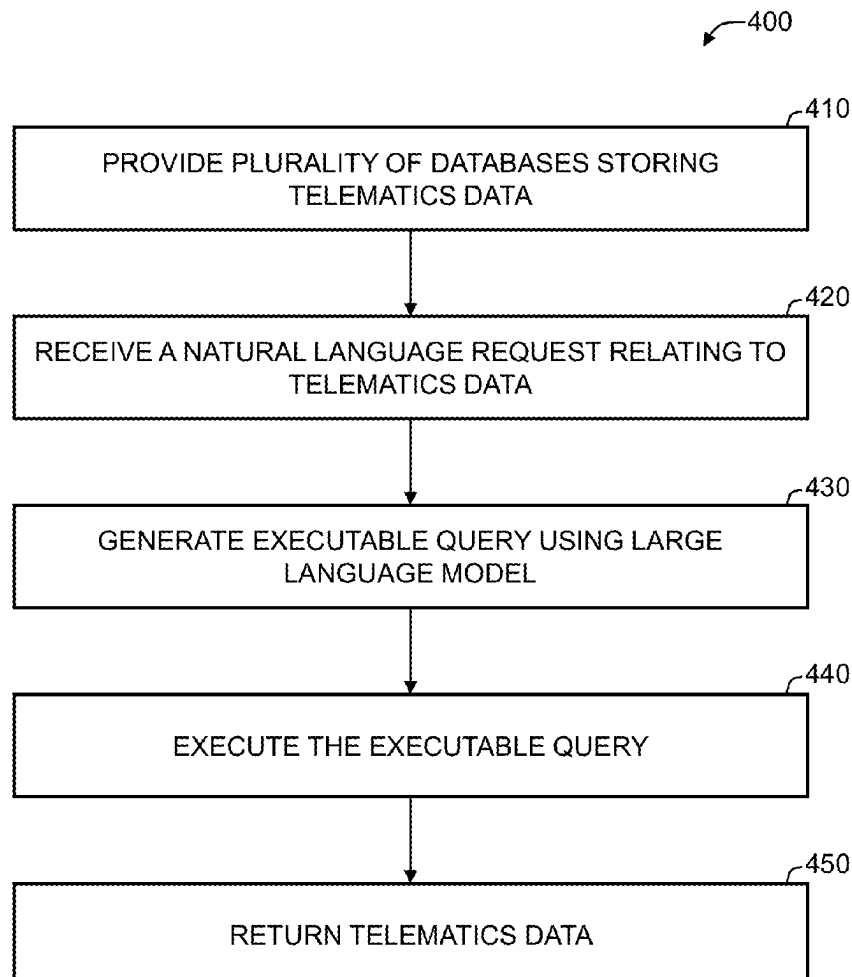 400
410
PROVIDE PLURALITY OF DATABASES STORING
TELEMATICS DATA
420
RECEIVE A NATURAL LANGUAGE REQUEST RELATING TO
TELEMATICS DATA
430
GENERATE EXECUTABLE QUERY USING LARGE
LANGUAGE MODEL
440
EXECUTE THE EXECUTABLE QUERY
450
RETURN TELEMATICS DATA